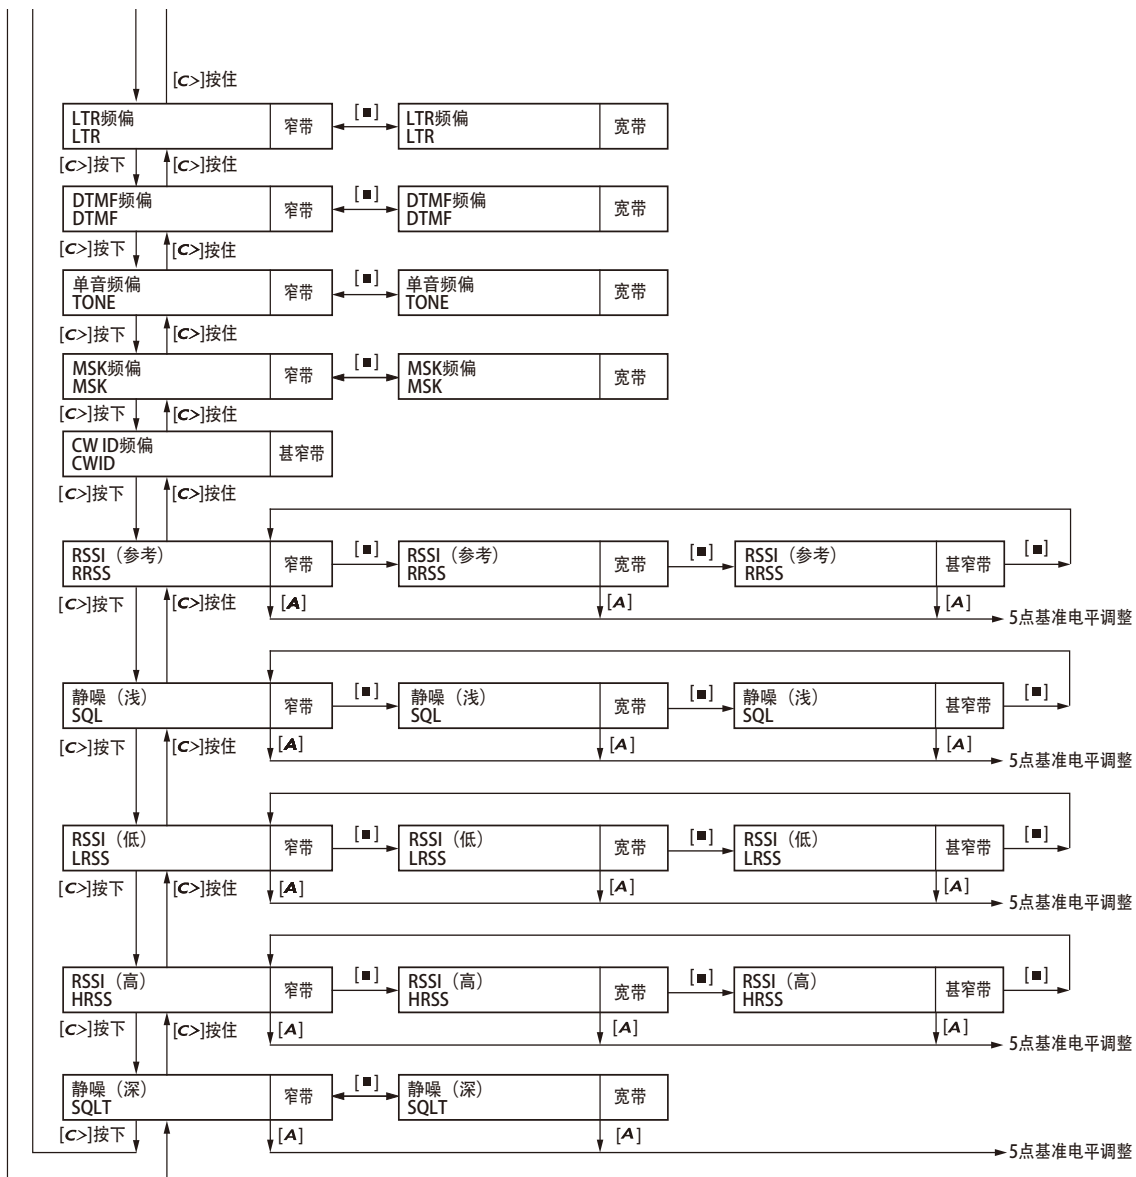 [C>]按住
LTR频偏
LTR
窄带
[■]
LTR频偏
LTR
宽带
[C>]按下
[C>]按住
DTMF频偏
DTMF
窄带
[■]
DTMF频偏
DTMF
宽带
[C>]按下
[C>]按住
单音频偏
TONE
窄带
[■]
单音频偏
TONE
宽带
[C>]按下
[C>]按住
MSK频偏
MSK
窄带
[■]
MSK频偏
MSK
宽带
[C>]按下
[C>]按住
CW ID频偏
CWID
甚窄带
[C>]按下
[C>]按住
RSSI（参考）
RRSS
窄带
[■]
RSSI（参考）
RRSS
宽带
[■]
RSSI（参考）
RRSS
甚窄带
[■]
[C>]按下
[C>]按住
[A]
[A]
[A]
5点基准电平调整
静噪（浅）
SQL
窄带
[■]
静噪（浅）
SQL
宽带
[■]
静噪（浅）
SQL
甚窄带
[■]
[C>]按下
[C>]按住
[A]
[A]
[A]
5点基准电平调整
RSSI（低）
LRSS
窄带
[■]
RSSI（低）
LRSS
宽带
[■]
RSSI（低）
LRSS
甚窄带
[■]
[C>]按下
[C>]按住
[A]
[A]
[A]
5点基准电平调整
RSSI（高）
HRSS
窄带
[■]
RSSI（高）
HRSS
宽带
[■]
RSSI（高）
HRSS
甚窄带
[■]
[C>]按下
[C>]按住
[A]
[A]
[A]
5点基准电平调整
静噪（深）
SQLT
窄带
[■]
静噪（深）
SQLT
宽带
[C>]按下
[A]
[A]
5点基准电平调整